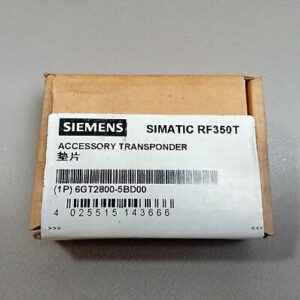 SIEMENS SIMATIC RF350T
ACCESSORY TRANSPONDER
垫片
(1P) 6GT2800-5BD00
4 025515 143666